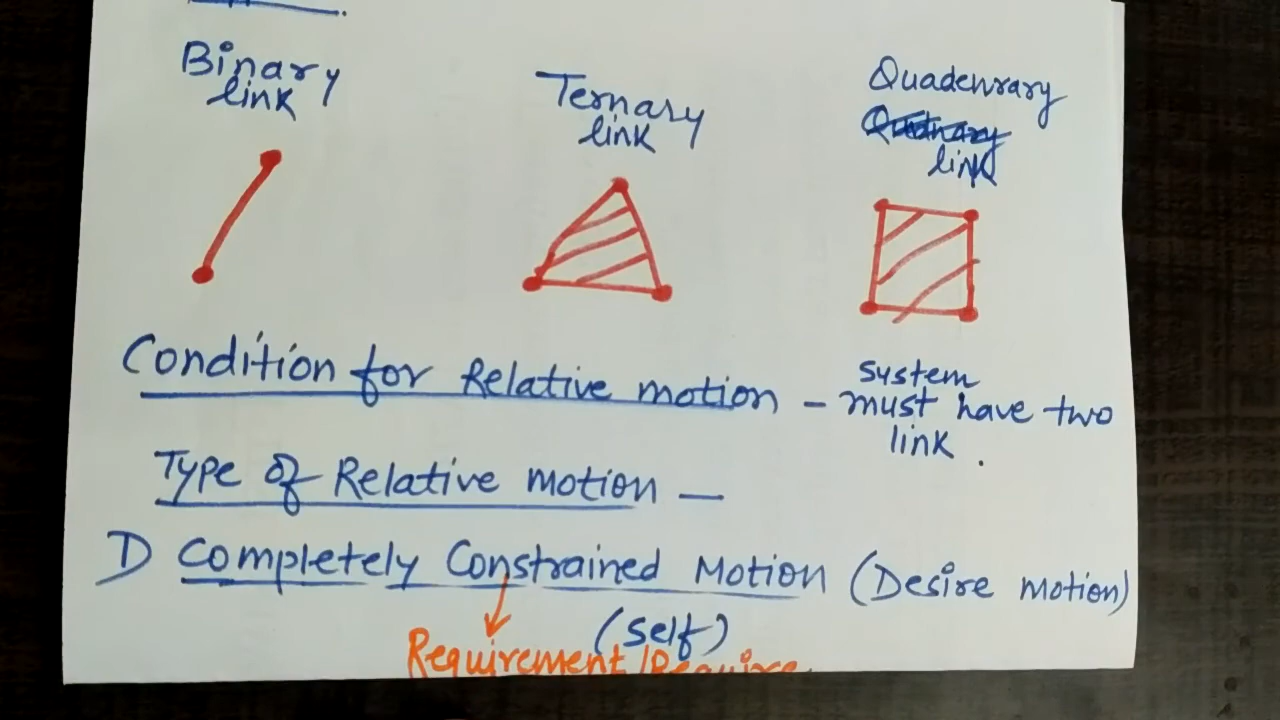 Binary
link
Ternary
link
Quadenrary
link
Condition for Relative motion - system must have two link.
Type of Relative motion —
1) Completely Constrained Motion (Desire motion)
(self)
Requirement/Require